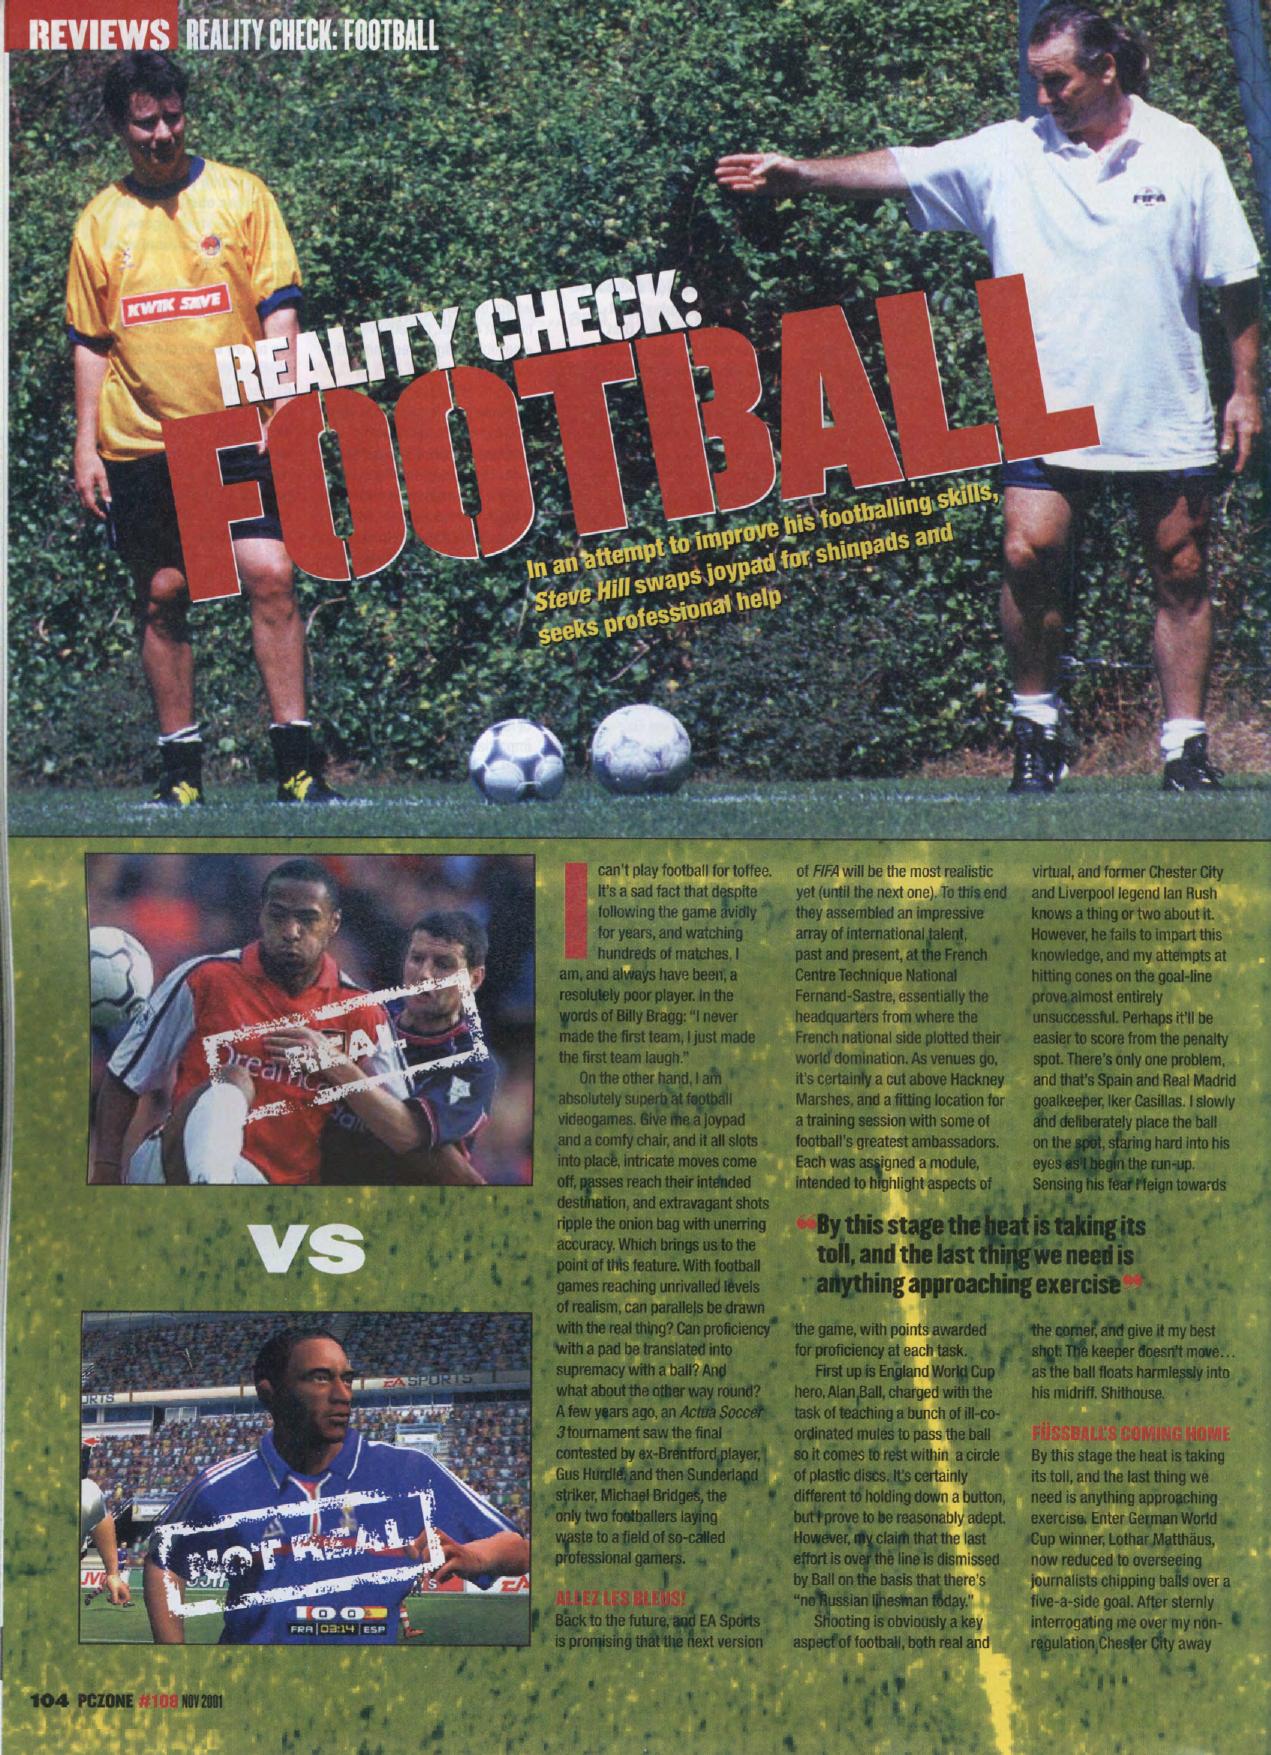 REVIEWS REALITY CHECK: FOOTBALL
FIFA
KWIK SAVE
REALITY CHECK:
FOOTBALL
In an attempt to improve his footballing skills,
Steve Hill swaps joypad for shinpads and
seeks professional help
REAL
VS
EA SPORTS
NOT REAL
0 0
FRA 03:14 ESP
I can't play football for toffee.
It's a sad fact that despite
following the game avidly
for years, and watching
hundreds of matches, I
am, and always have been, a
resolutely poor player. In the
words of Billy Bragg: "I never
made the first team, I just made
the first team laugh."
On the other hand, I am
absolutely superb at football
videogames. Give me a joypad
and a comfy chair, and it all slots
into place, intricate moves come
off, passes reach their intended
destination, and extravagant shots
ripple the onion bag with unerring
accuracy. Which brings us to the
point of this feature. With football
games reaching unrivalled levels
of realism, can parallels be drawn
with the real thing? Can proficiency
with a pad be translated into
supremacy with a ball? And
what about the other way round?
A few years ago, an Actua Soccer
3 tournament saw the final
contested by ex-Brentford player,
Gus Hurdle, and then Sunderland
striker, Michael Bridges, the
only two footballers laying
waste to a field of so-called
professional gamers.
ALLEZ LES BLEUS!
Back to the future, and EA Sports
is promising that the next version
of FIFA will be the most realistic
yet (until the next one). To this end
they assembled an impressive
array of international talent,
past and present, at the French
Centre Technique National
Fernand-Sastre, essentially the
headquarters from where the
French national side plotted their
world domination. As venues go,
it's certainly a cut above Hackney
Marshes, and a fitting location for
a training session with some of
football's greatest ambassadors.
Each was assigned a module,
intended to highlight aspects of
the game, with points awarded
for proficiency at each task.
First up is England World Cup
hero, Alan Ball, charged with the
task of teaching a bunch of ill-co-
ordinated mules to pass the ball
so it comes to rest within a circle
of plastic discs. It's certainly
different to holding down a button,
but I prove to be reasonably adept.
However, my claim that the last
effort is over the line is dismissed
by Ball on the basis that there's
"no Russian linesman today."
Shooting is obviously a key
aspect of football, both real and
virtual, and former Chester City
and Liverpool legend Ian Rush
knows a thing or two about it.
However, he fails to impart this
knowledge, and my attempts at
hitting cones on the goal-line
prove almost entirely
unsuccessful. Perhaps it'll be
easier to score from the penalty
spot. There's only one problem,
and that's Spain and Real Madrid
goalkeeper, Iker Casillas. I slowly
and deliberately place the ball
on the spot, staring hard into his
eyes as I begin the run-up.
Sensing his fear I feign towards
the corner, and give it my best
shot. The keeper doesn't move...
as the ball floats harmlessly into
his midriff. Shithouse.
"By this stage the heat is taking its
toll, and the last thing we need is
anything approaching exercise"
FÜSSBALL'S COMING HOME
By this stage the heat is taking
its toll, and the last thing we
need is anything approaching
exercise. Enter German World
Cup winner, Lothar Matthäus,
now reduced to overseeing
journalists chipping balls over a
five-a-side goal. After sternly
interrogating me over my non-
regulation Chester City away
104 PCZONE #108 NOV 2001